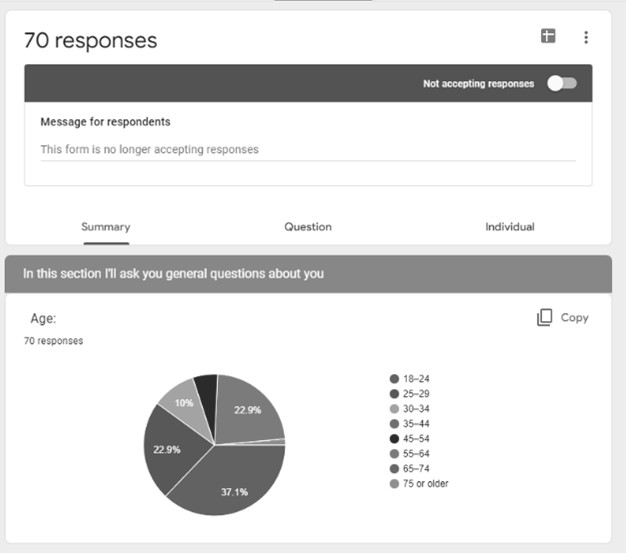 70 responses
Not accepting responses
Message for respondents
This form is no longer accepting responses
Summary Question Individual
In this section I'll ask you general questions about you
Age:
Copy
70 responses
10%
22.9%
22.9%
37.1%
18–24
25–29
30–34
35–44
45–54
55–64
65–74
75 or older